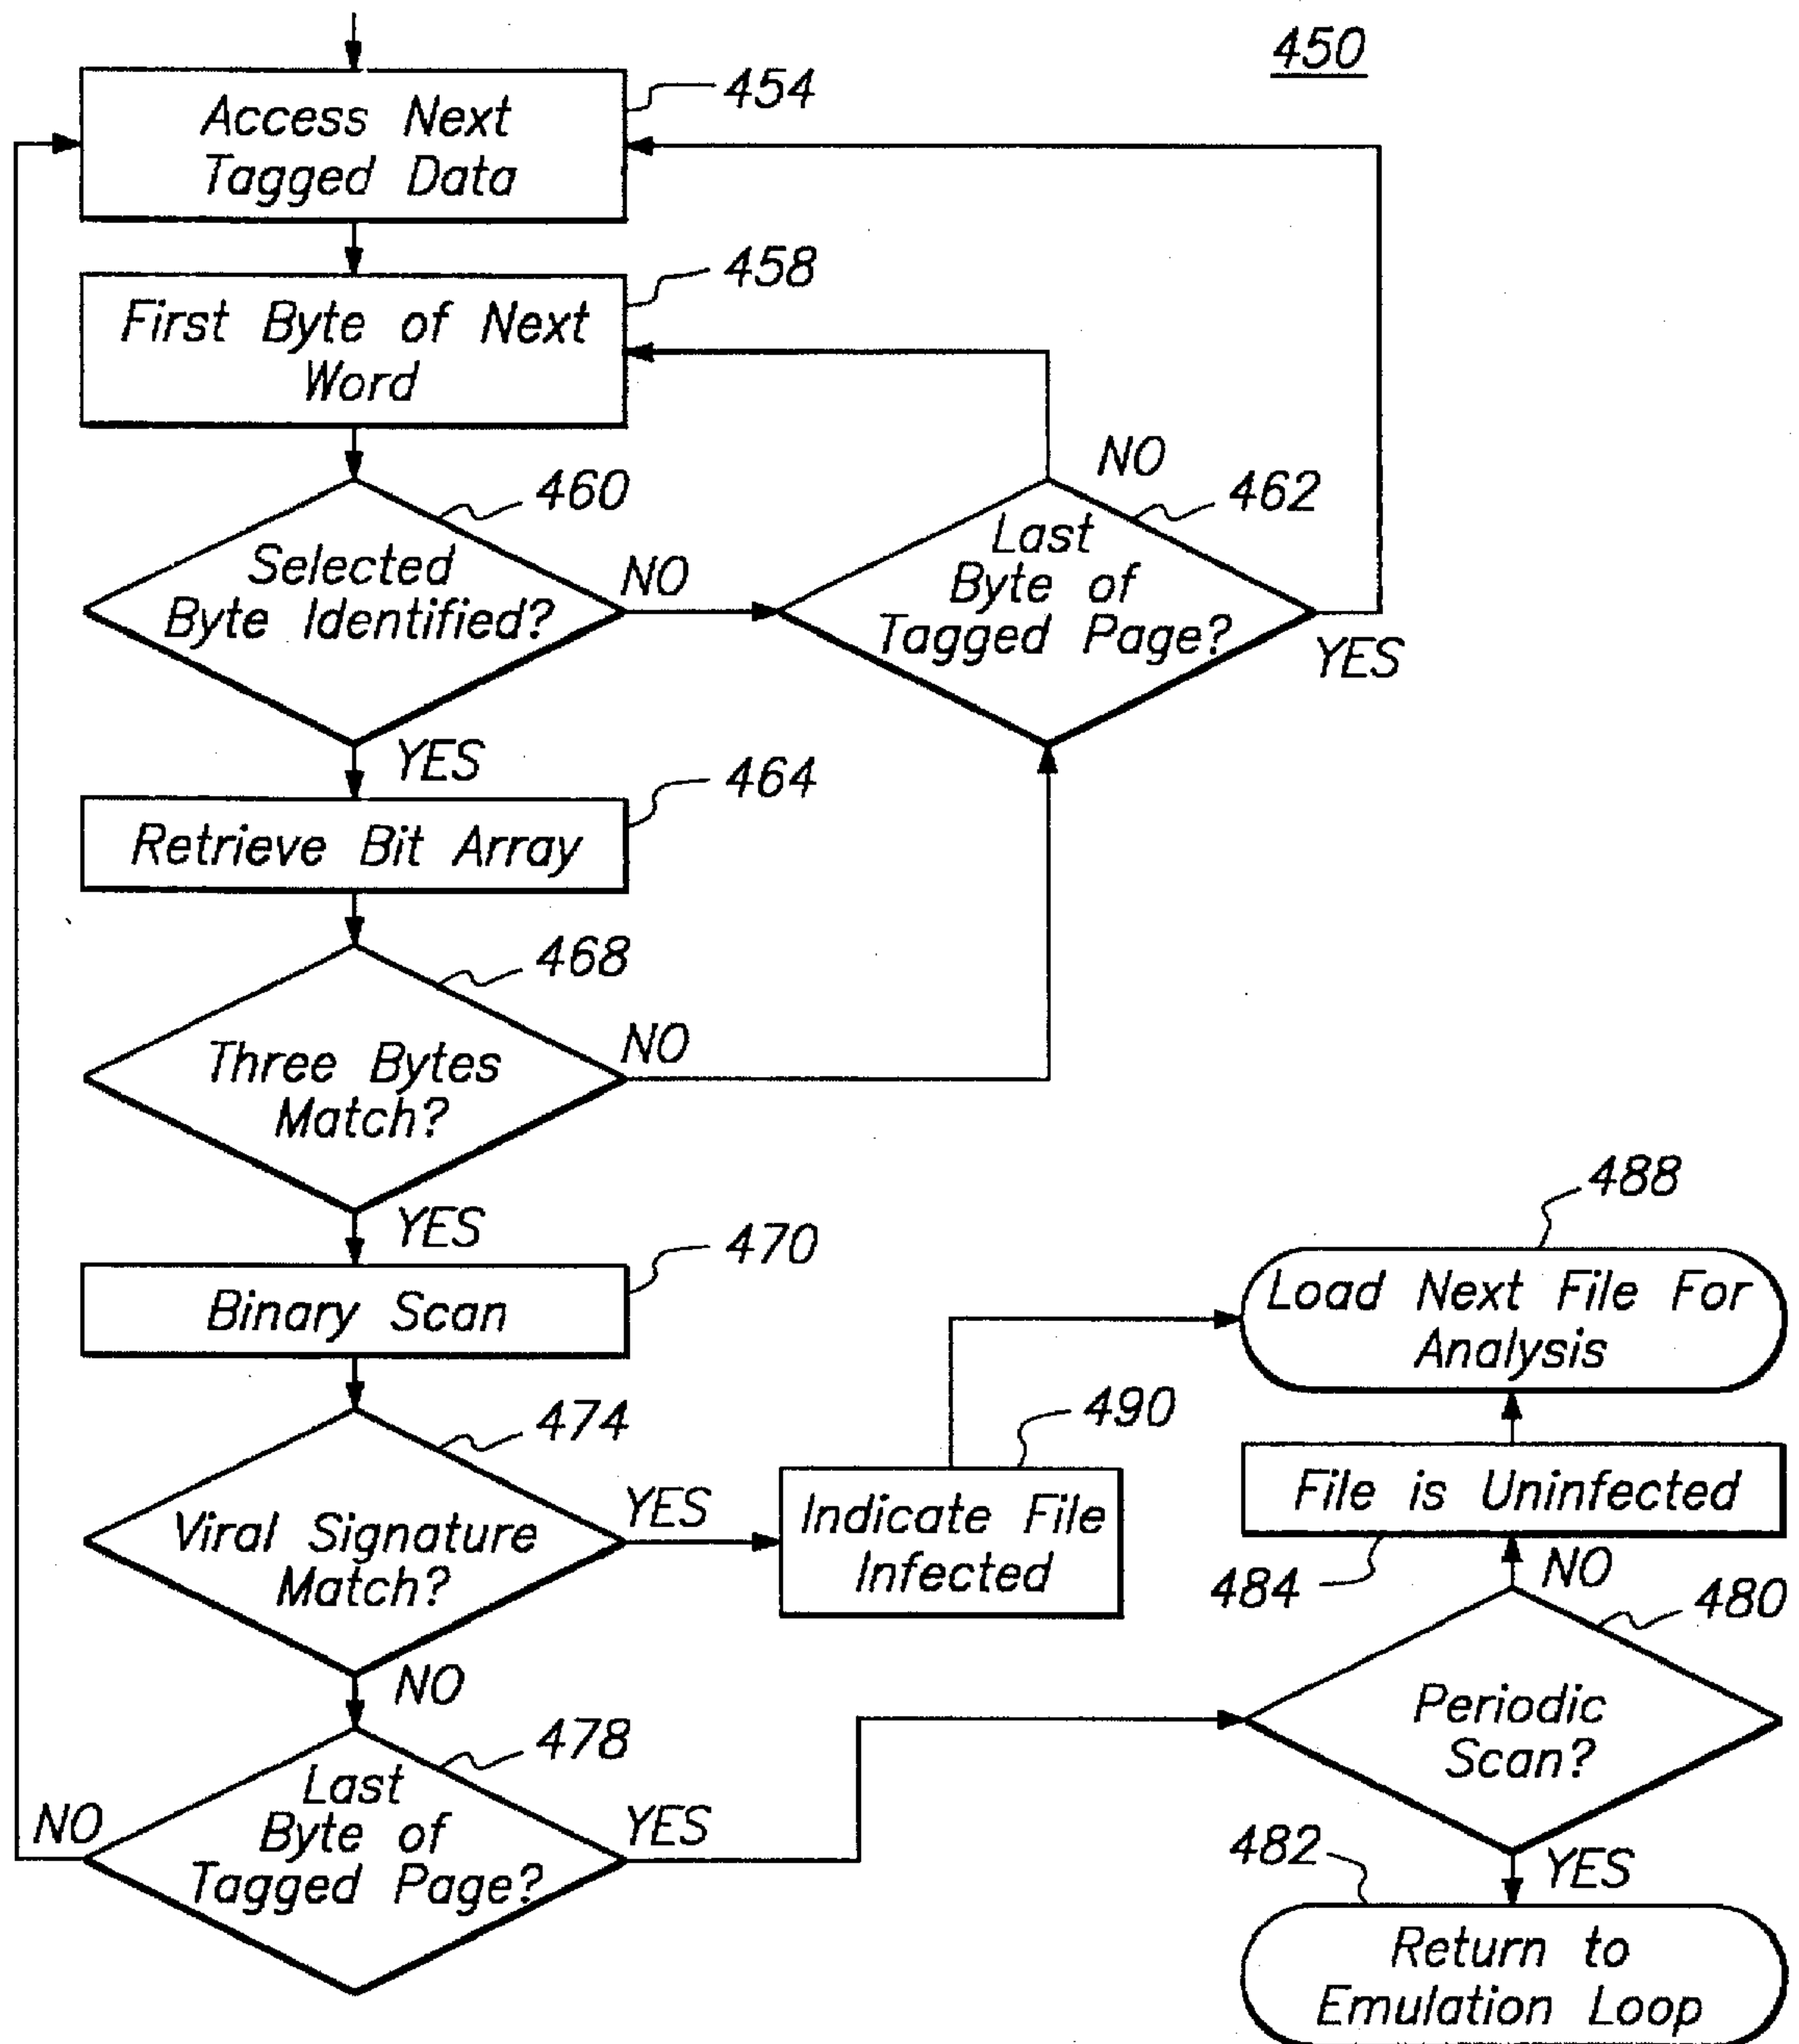 450
Access Next
Tagged Data
454
First Byte of Next
Word
458
Selected
Byte Identified?
460
NO
YES
Last
Byte of
Tagged Page?
462
NO
YES
Retrieve Bit Array
464
Three Bytes
Match?
468
NO
YES
Binary Scan
470
Viral Signature
Match?
474
YES
NO
Indicate File
Infected
490
Load Next File For
Analysis
488
File is Uninfected
484
NO
Periodic
Scan?
480
YES
Last
Byte of
Tagged Page?
478
NO
YES
482
Return to
Emulation Loop